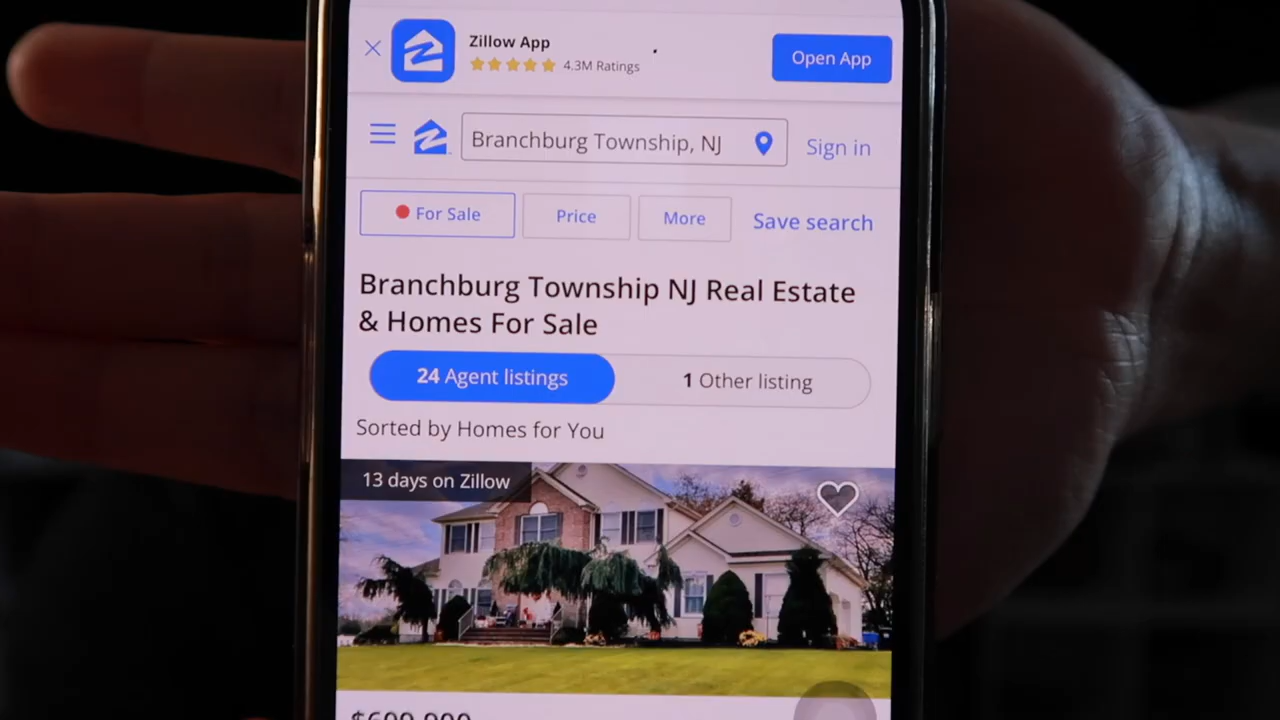 Zillow App
4.3M Ratings
Open App
Branchburg Township, NJ
Sign in
For Sale
Price
More
Save search
Branchburg Township NJ Real Estate
& Homes For Sale
24 Agent listings
1 Other listing
Sorted by Homes for You
13 days on Zillow